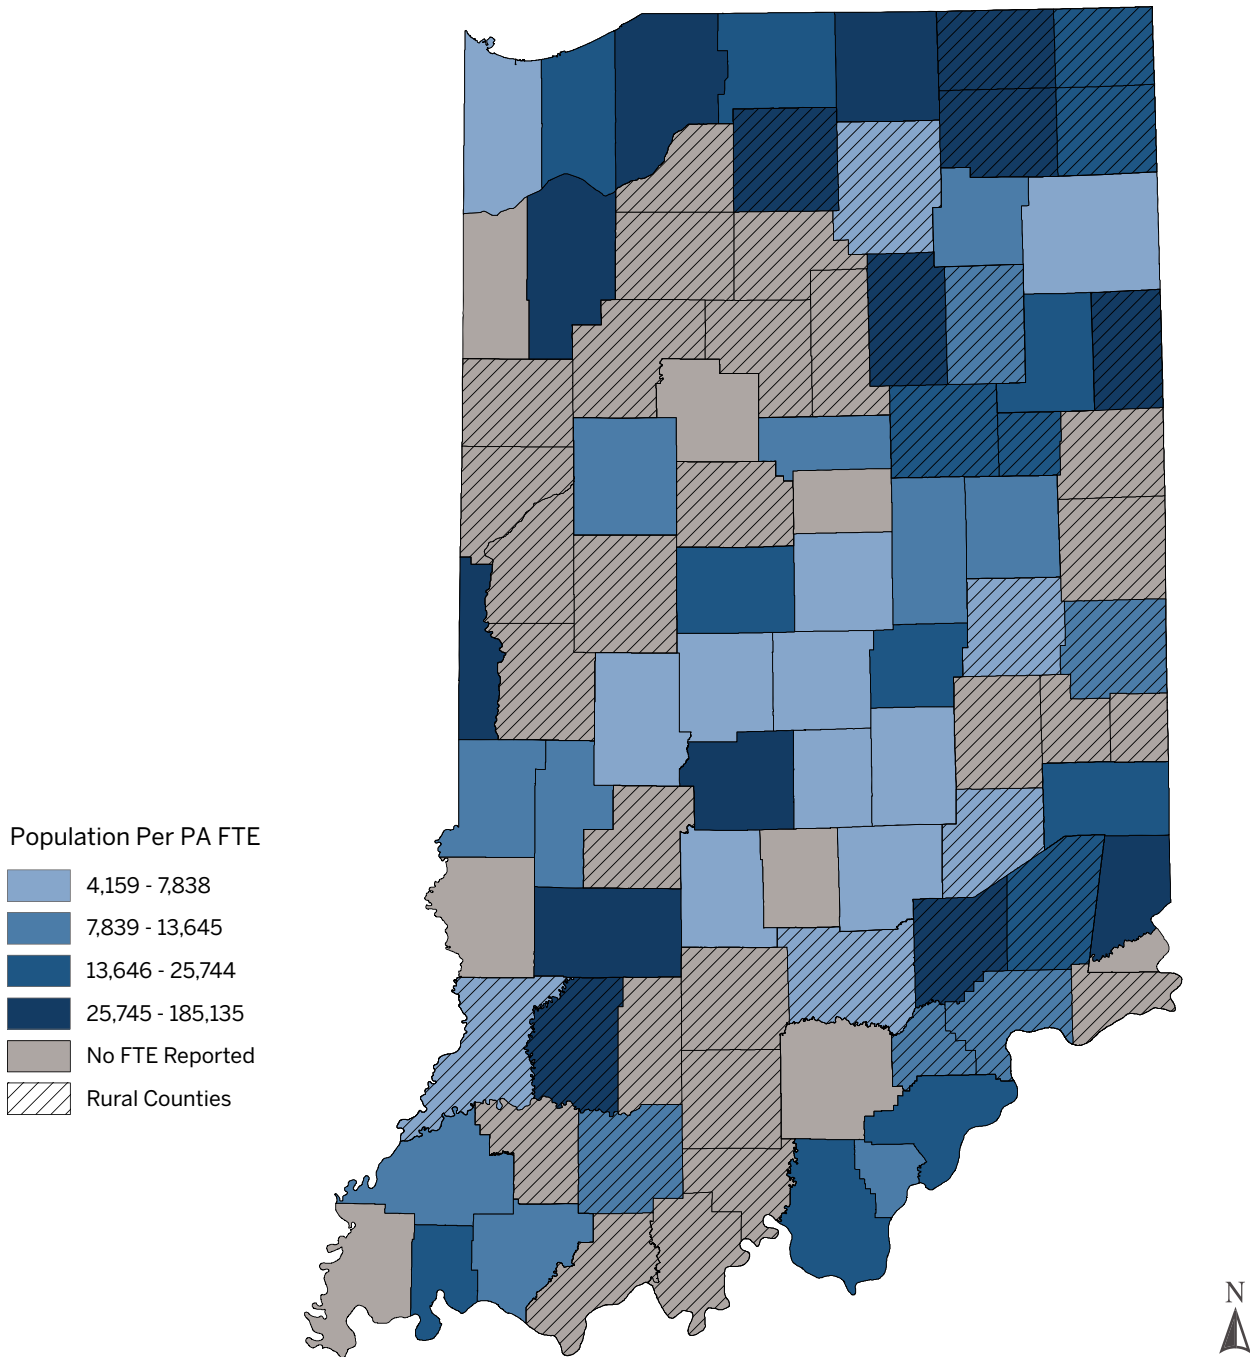 Population Per PA FTE
4,159 - 7,838
7,839 - 13,645
13,646 - 25,744
25,745 - 185,135
No FTE Reported
Rural Counties
N